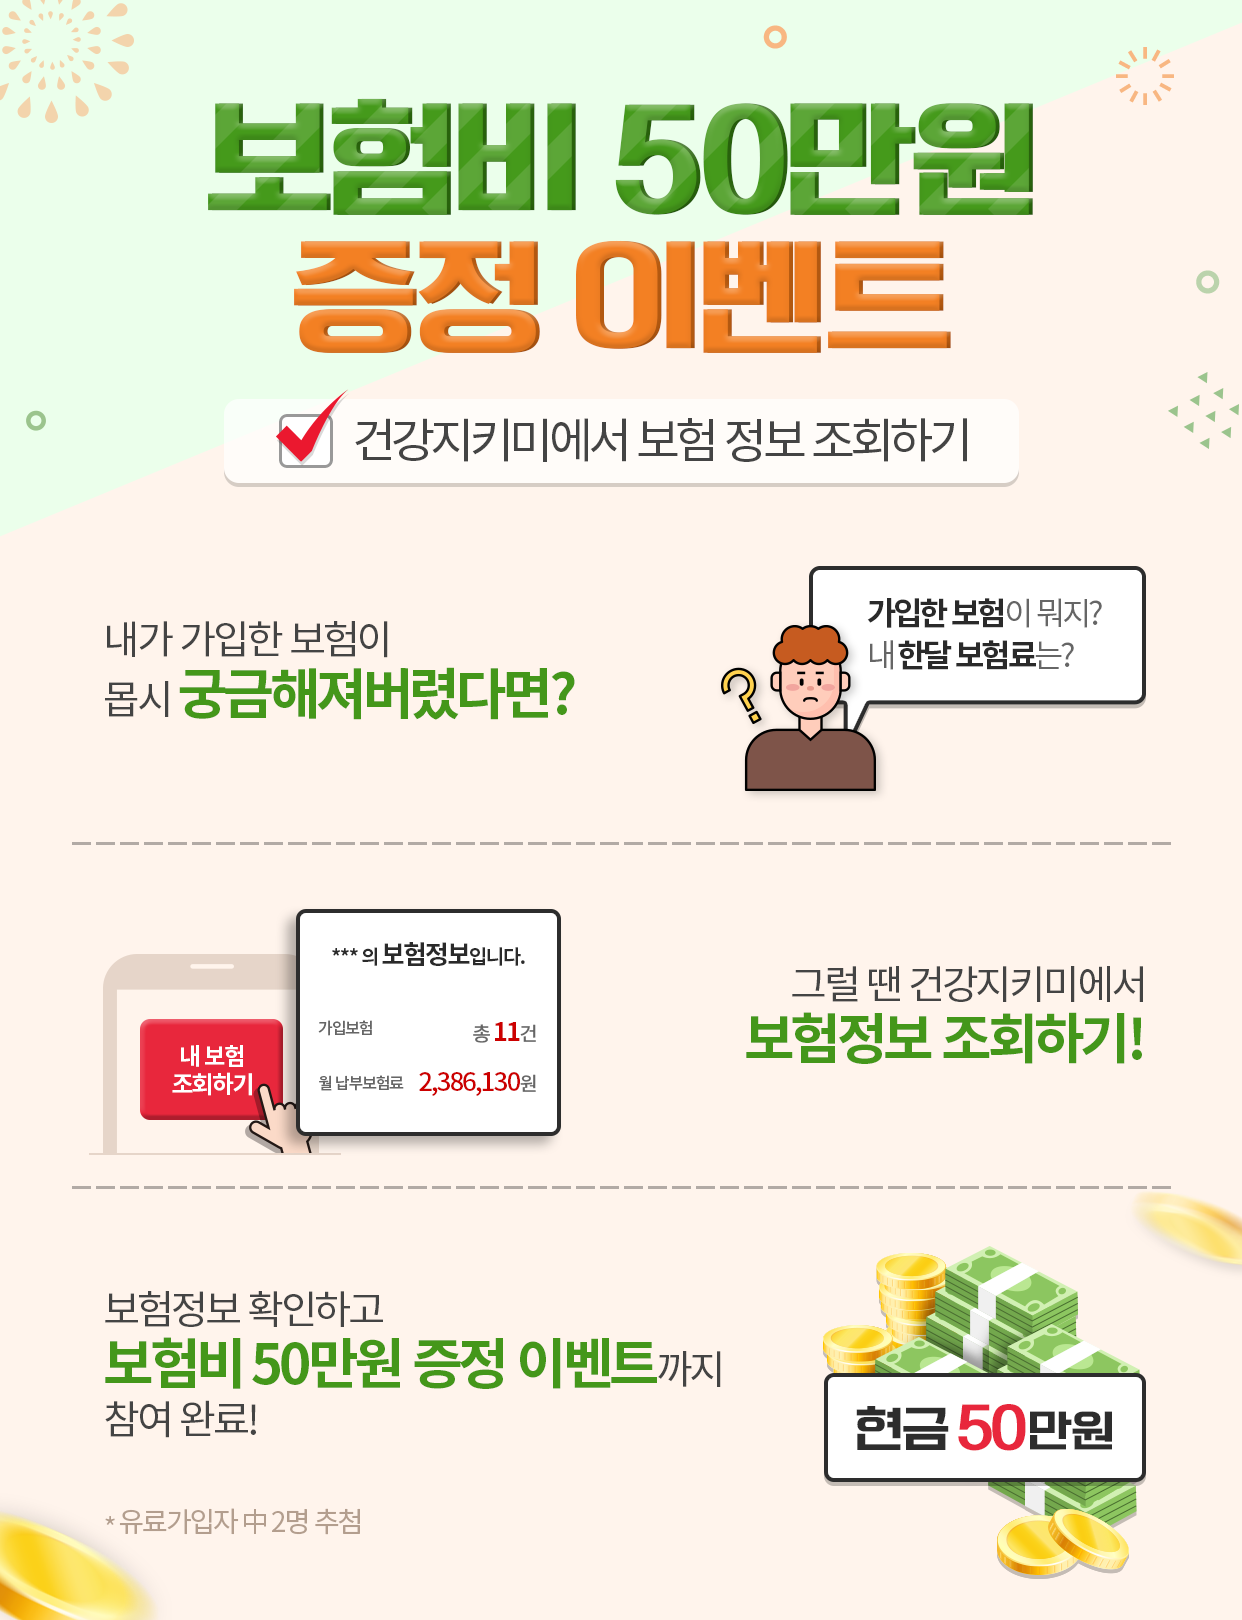 보험비 50만원
증정 이벤트
건강지키미에서 보험 정보 조회하기
내가 가입한 보험이
몹시 궁금해져버렸다면?
가입한 보험이 뭐지?
내 한달 보험료는?
*** 의 보험정보입니다.
가입보험 총 11건
월 납부보험료 2,386,130원
내 보험
조회하기
그럴 땐 건강지키미에서
보험정보 조회하기!
보험정보 확인하고
보험비 50만원 증정 이벤트까지
참여 완료!
* 유료가입자 中 2명 추첨
현금 50만원